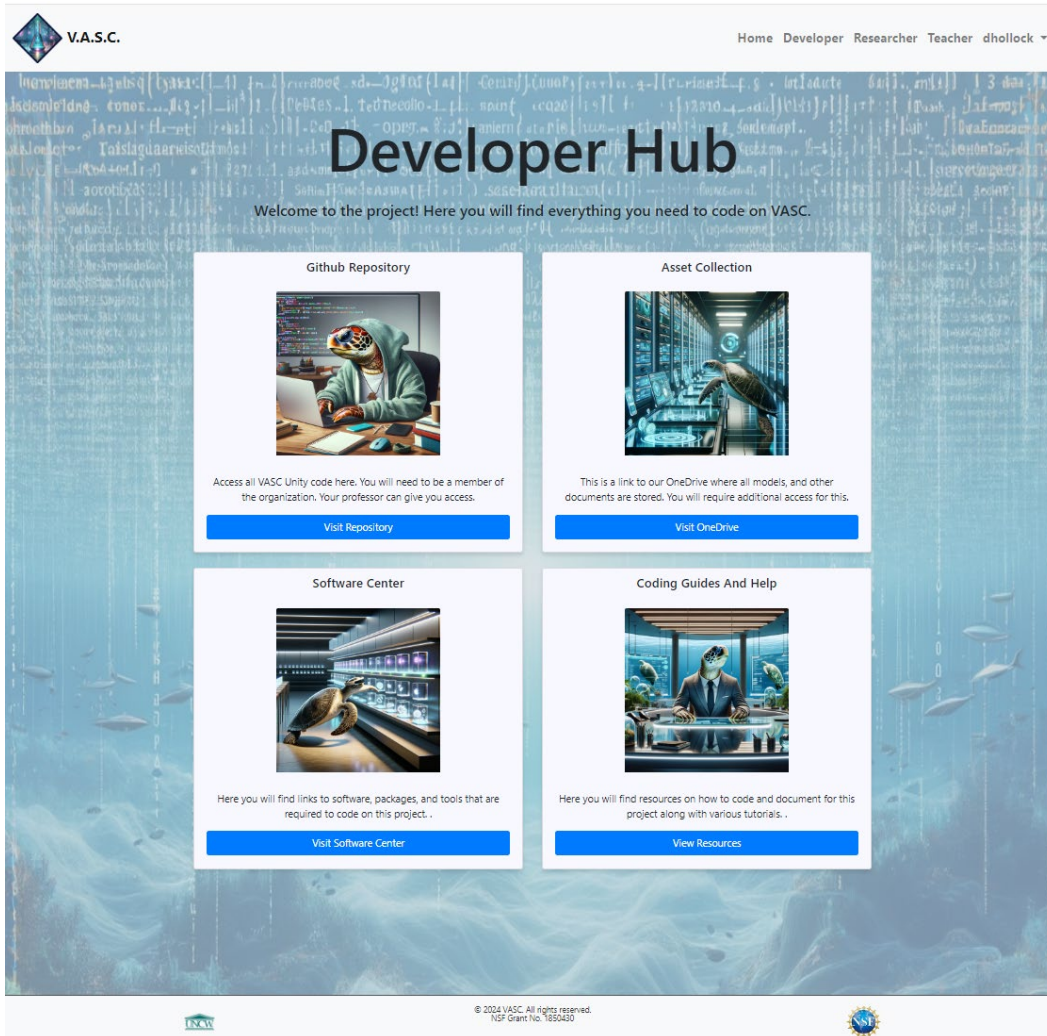 V.A.S.C.
Home Developer Researcher Teacher dhollock
Developer Hub
Welcome to the project! Here you will find everything you need to code on VASC.
Github Repository
Access all VASC Unity code here. You will need to be a member of
the organization. Your professor can give you access.
Visit Repository
Asset Collection
This is a link to our OneDrive where all models, and other
documents are stored. You will require additional access for this.
Visit OneDrive
Software Center
Here you will find links to software, packages, and tools that are
required to code on this project. .
Visit Software Center
Coding Guides And Help
Here you will find resources on how to code and document for this
project along with various tutorials. .
View Resources
UNCW
© 2024 VASC. All rights reserved.
NSF Grant No. 1850430
NSF